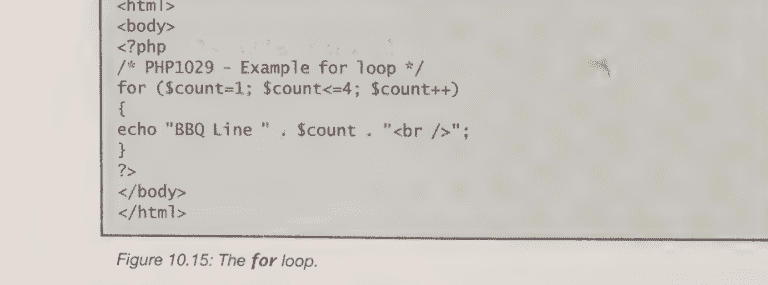 <html>
<body>
<?php
/* PHP1029 - Example for loop */
for ($count=1; $count<=4; $count++)
{
echo "BBQ Line " . $count . "<br />";
}
?>
</body>
</html>
Figure 10.15: The for loop.